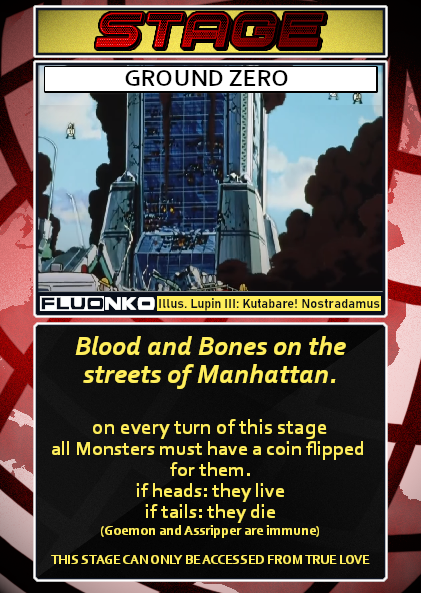 STAGE
GROUND ZERO
FLUONKO Illus. Lupin III: Kutabare! Nostradamus
Blood and Bones on the
streets of Manhattan.
on every turn of this stage
all Monsters must have a coin flipped
for them.
if heads: they live
if tails: they die
(Goemon and Assripper are immune)
THIS STAGE CAN ONLY BE ACCESSED FROM TRUE LOVE